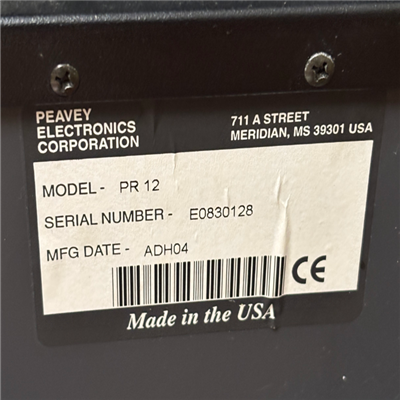 PEAVEY
ELECTRONICS
CORPORATION
711 A STREET
MERIDIAN, MS 39301 USA
MODEL- PR 12
SERIAL NUMBER - E0830128
MFG DATE - ADH04
CE
Made in the USA